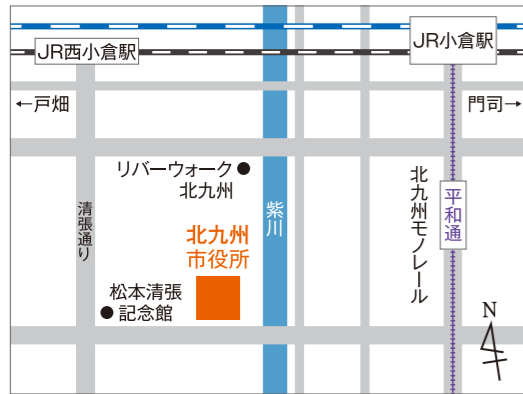 JR西小倉駅
JR小倉駅
←戸畑
門司→
リバーウォーク
北九州
清張通り
紫川
北九州モノレール
平和通
北九州
市役所
松本清張
記念館
N